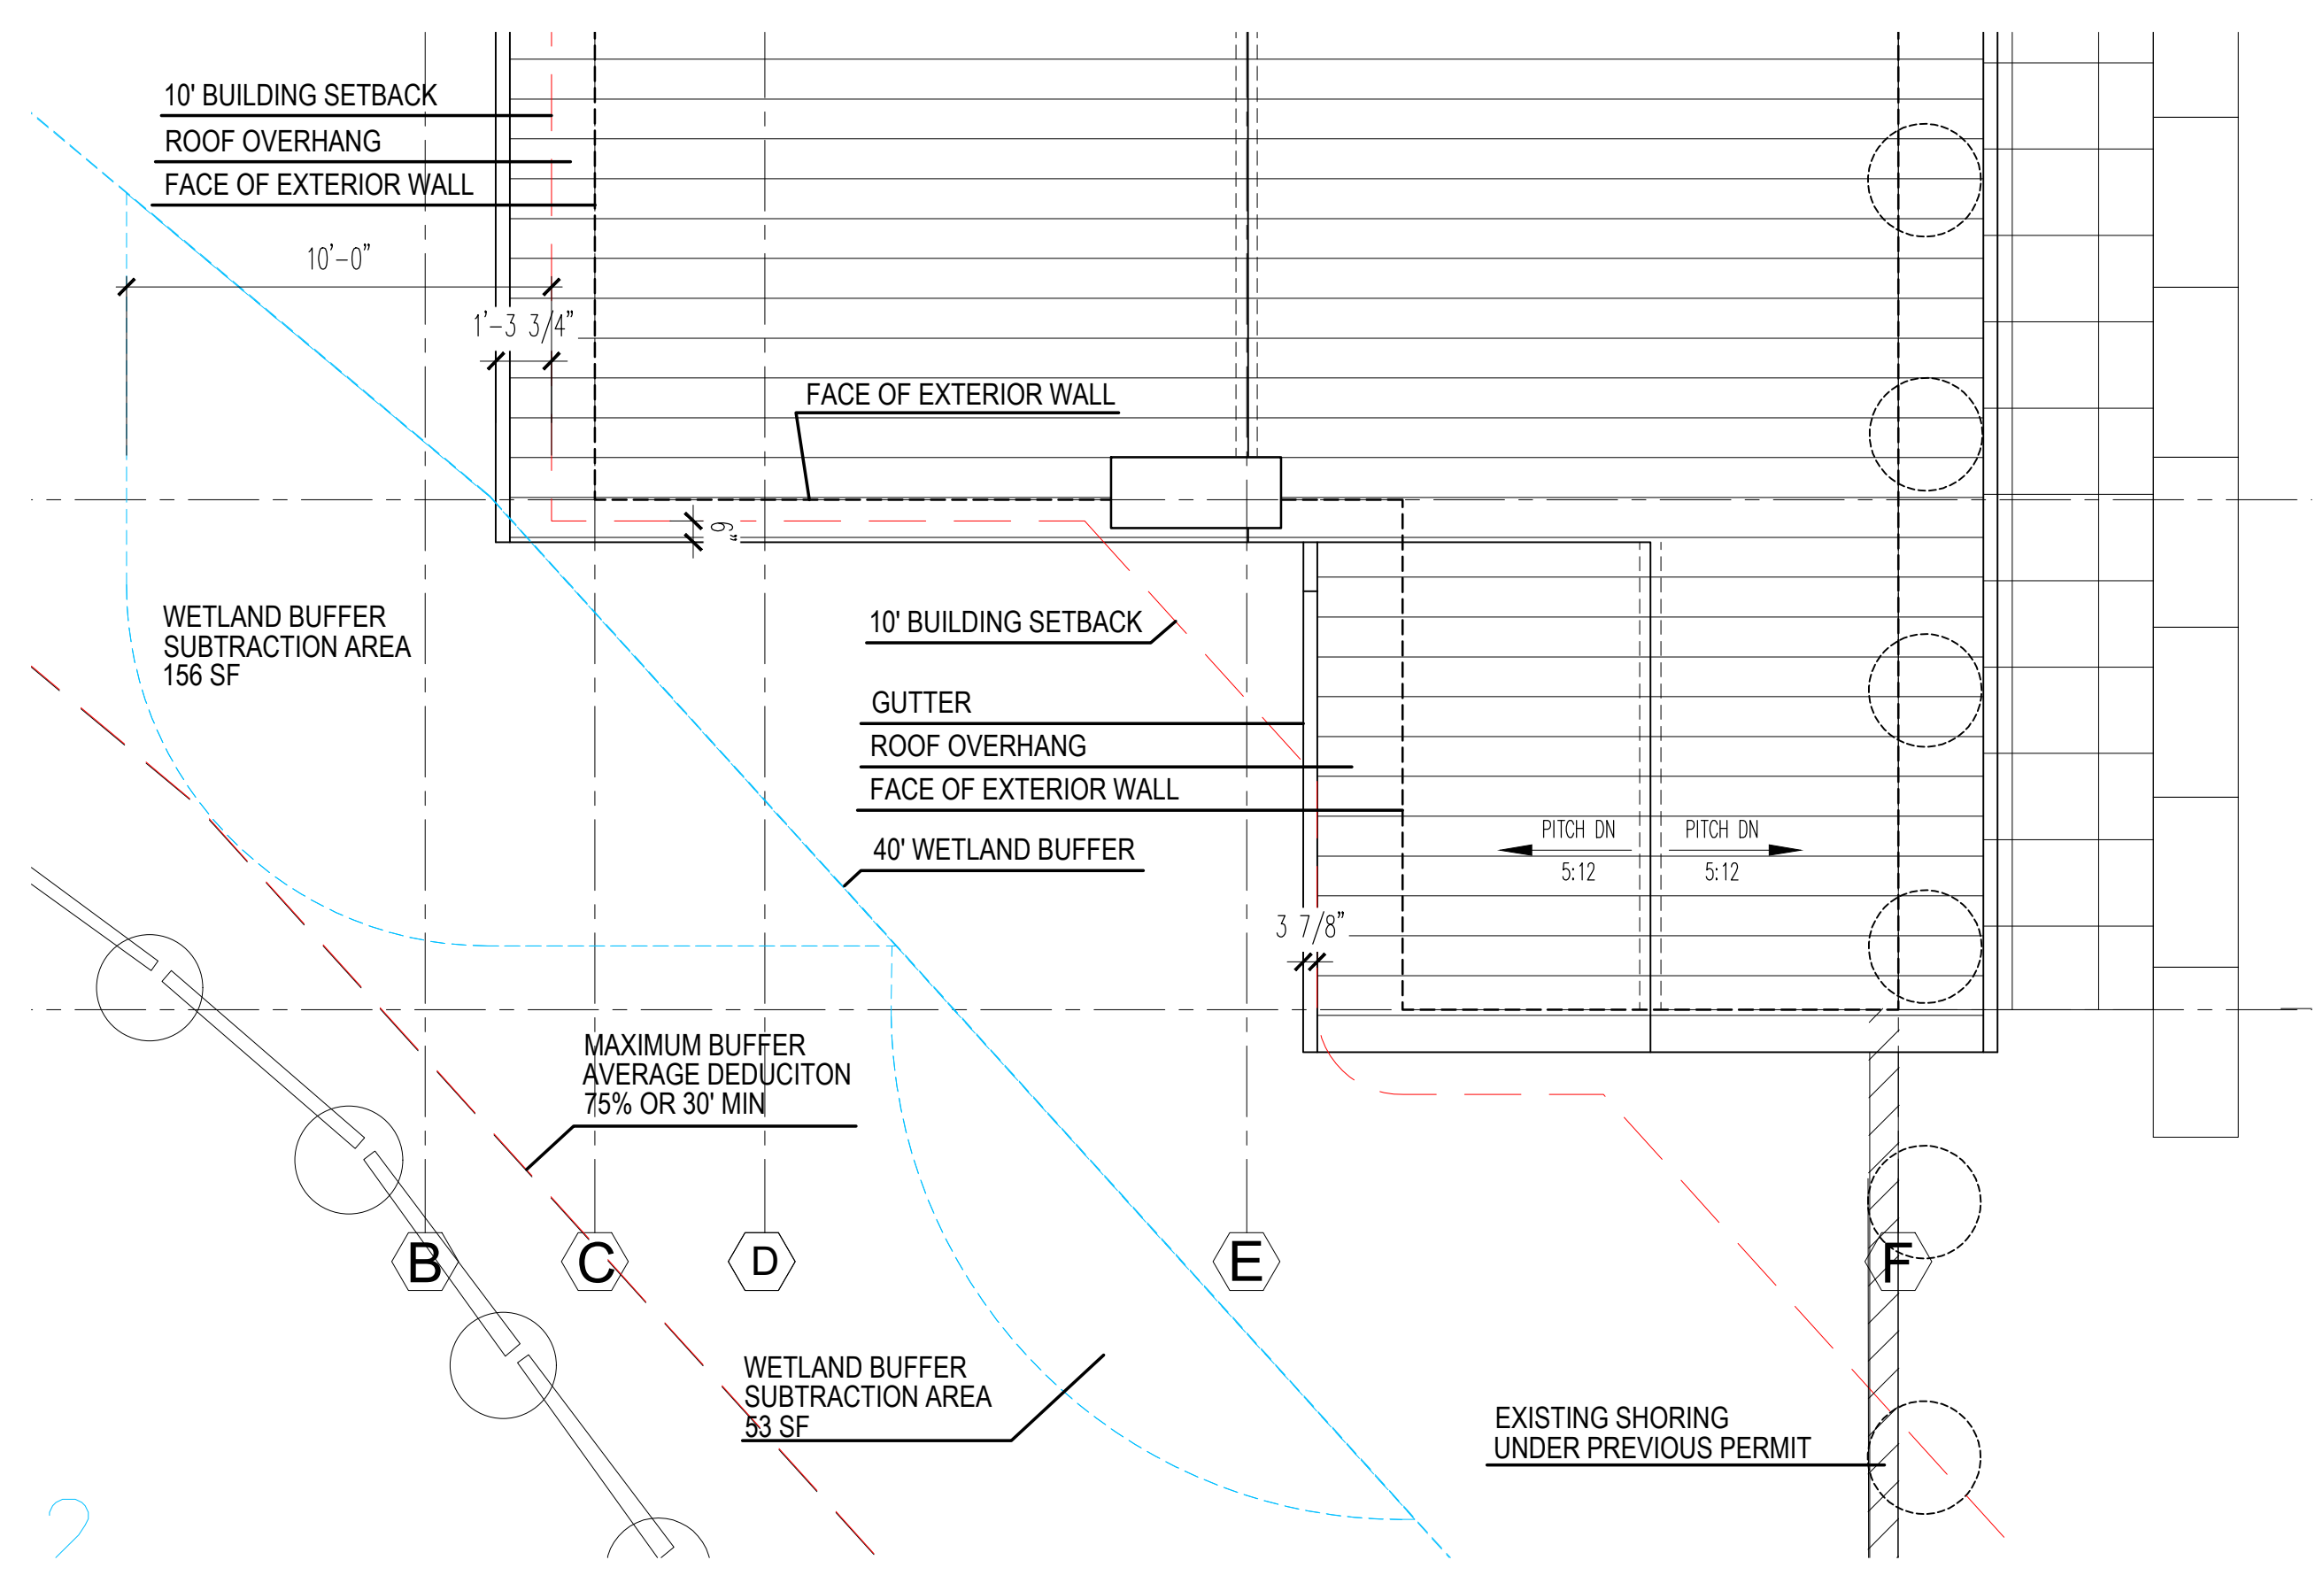 10' BUILDING SETBACK
ROOF OVERHANG
FACE OF EXTERIOR WALL
10'-0"
1'-3 3/4"
FACE OF EXTERIOR WALL
6"
WETLAND BUFFER
SUBTRACTION AREA
156 SF
10' BUILDING SETBACK
GUTTER
ROOF OVERHANG
FACE OF EXTERIOR WALL
40' WETLAND BUFFER
PITCH DN
5:12
PITCH DN
5:12
3 7/8"
MAXIMUM BUFFER
AVERAGE DEDUCITON
75% OR 30' MIN
B
C
D
E
F
WETLAND BUFFER
SUBTRACTION AREA
53 SF
EXISTING SHORING
UNDER PREVIOUS PERMIT
2